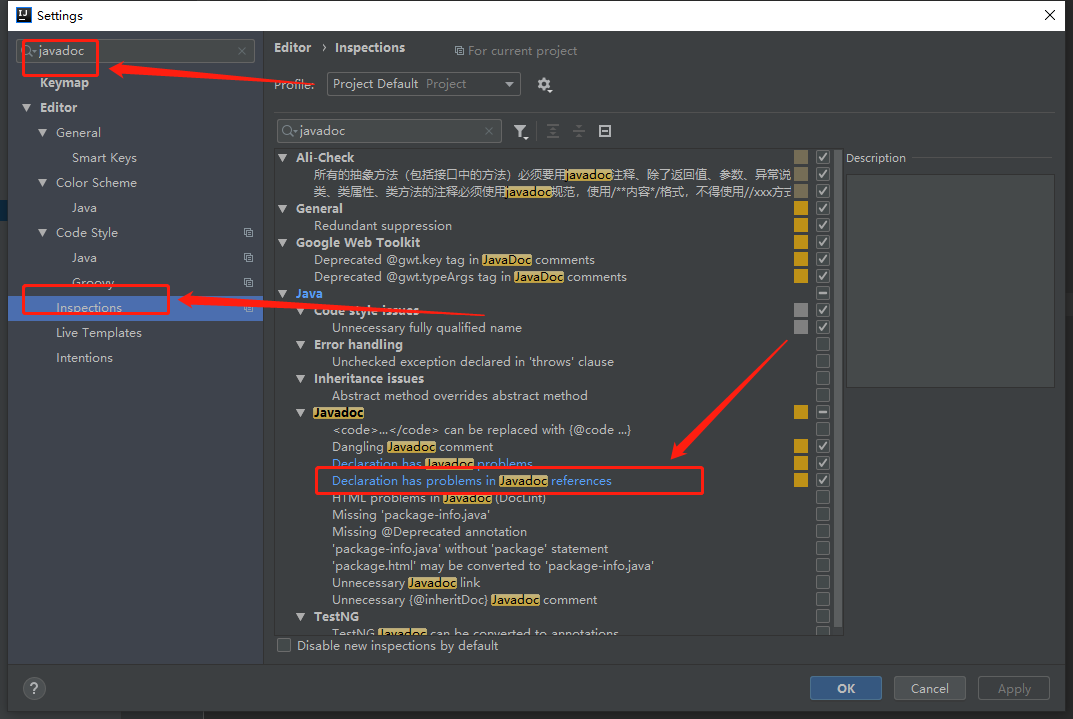 Settings
javadoc
Keymap
Editor
General
Smart Keys
Color Scheme
Java
Code Style
Java
Groovy
Inspections
Live Templates
Intentions
Editor › Inspections
For current project
Profile:
Project Default Project
javadoc
Ali-Check
所有的抽象方法（包括接口中的方法）必须要用javadoc注释、除了返回值、参数、异常说
类、类属性、类方法的注释必须使用javadoc规范，使用/**内容*/格式，不得使用//xxx方式
General
Redundant suppression
Google Web Toolkit
Deprecated @gwt.key tag in JavaDoc comments
Deprecated @gwt.typeArgs tag in JavaDoc comments
Java
Code style issues
Unnecessary fully qualified name
Error handling
Unchecked exception declared in 'throws' clause
Inheritance issues
Abstract method overrides abstract method
Javadoc
<code>...</code> can be replaced with {@code ...}
Dangling Javadoc comment
Declaration has Javadoc problems
Declaration has problems in Javadoc references
HTML problems in Javadoc (DocLint)
Missing 'package-info.java'
Missing @Deprecated annotation
'package-info.java' without 'package' statement
'package.html' may be converted to 'package-info.java'
Unnecessary Javadoc link
Unnecessary {@inheritDoc} Javadoc comment
TestNG
TestNG Javadoc can be converted to annotations
Disable new inspections by default
Description
?
OK
Cancel
Apply